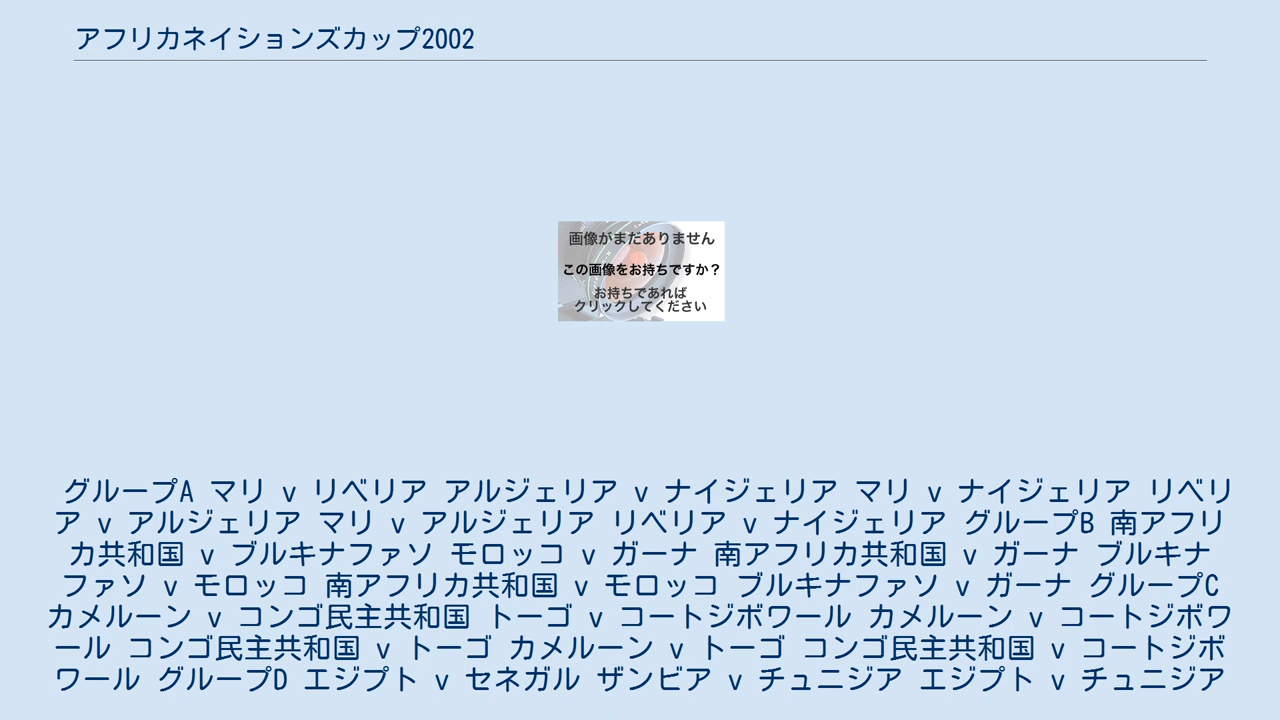 アフリカネイションズカップ2002
画像がまだありません
この画像をお持ちですか？
お持ちであれば
クリックしてください
グループA マリ v リベリア アルジェリア v ナイジェリア マリ v ナイジェリア リベリ
ア v アルジェリア マリ v アルジェリア リベリア v ナイジェリア グループB 南アフリ
カ共和国 v ブルキナファソ モロッコ v ガーナ 南アフリカ共和国 v ガーナ ブルキナ
ファソ v モロッコ 南アフリカ共和国 v モロッコ ブルキナファソ v ガーナ グループC
カメルーン v コンゴ民主共和国 トーゴ v コートジボワール カメルーン v コートジボワ
ール コンゴ民主共和国 v トーゴ カメルーン v トーゴ コンゴ民主共和国 v コートジボ
ワール グループD エジプト v セネガル ザンビア v チュニジア エジプト v チュニジア